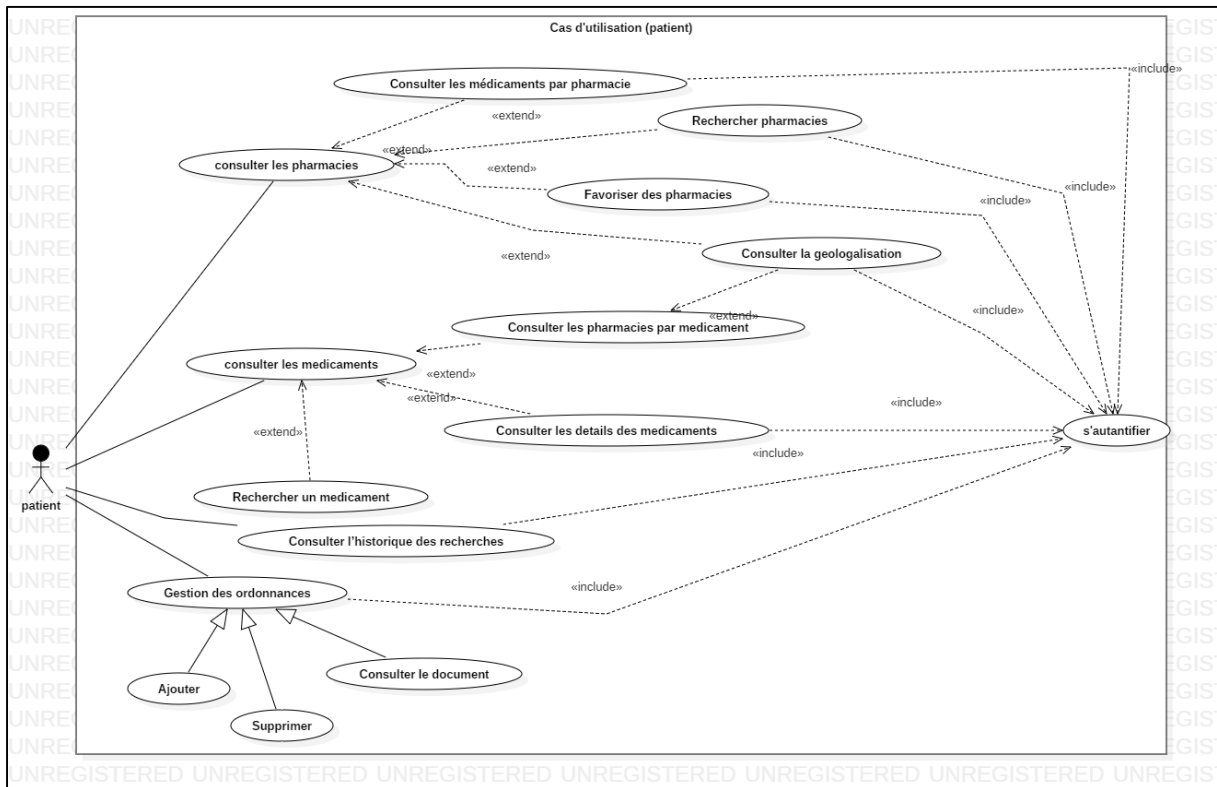 Cas d'utilisation (patient)
Consulter les médicaments par pharmacie
«include»
«extend»
Rechercher pharmacies
«extend»
consulter les pharmacies
«extend»
Favoriser des pharmacies
«include»
«include»
Consulter la geologalisation
«extend»
«include»
«extend»
Consulter les pharmacies par medicament
consulter les medicaments
«extend»
«extend»
«include»
Consulter les details des medicaments
s'autantifier
«extend»
«include»
Rechercher un medicament
patient
Consulter l'historique des recherches
Gestion des ordonnances
«include»
Consulter le document
Ajouter
Supprimer
UNREGISTERED UNREGISTERED UNREGISTERED UNREGISTERED UNREGISTERED UNREGISTERED UNREGIST